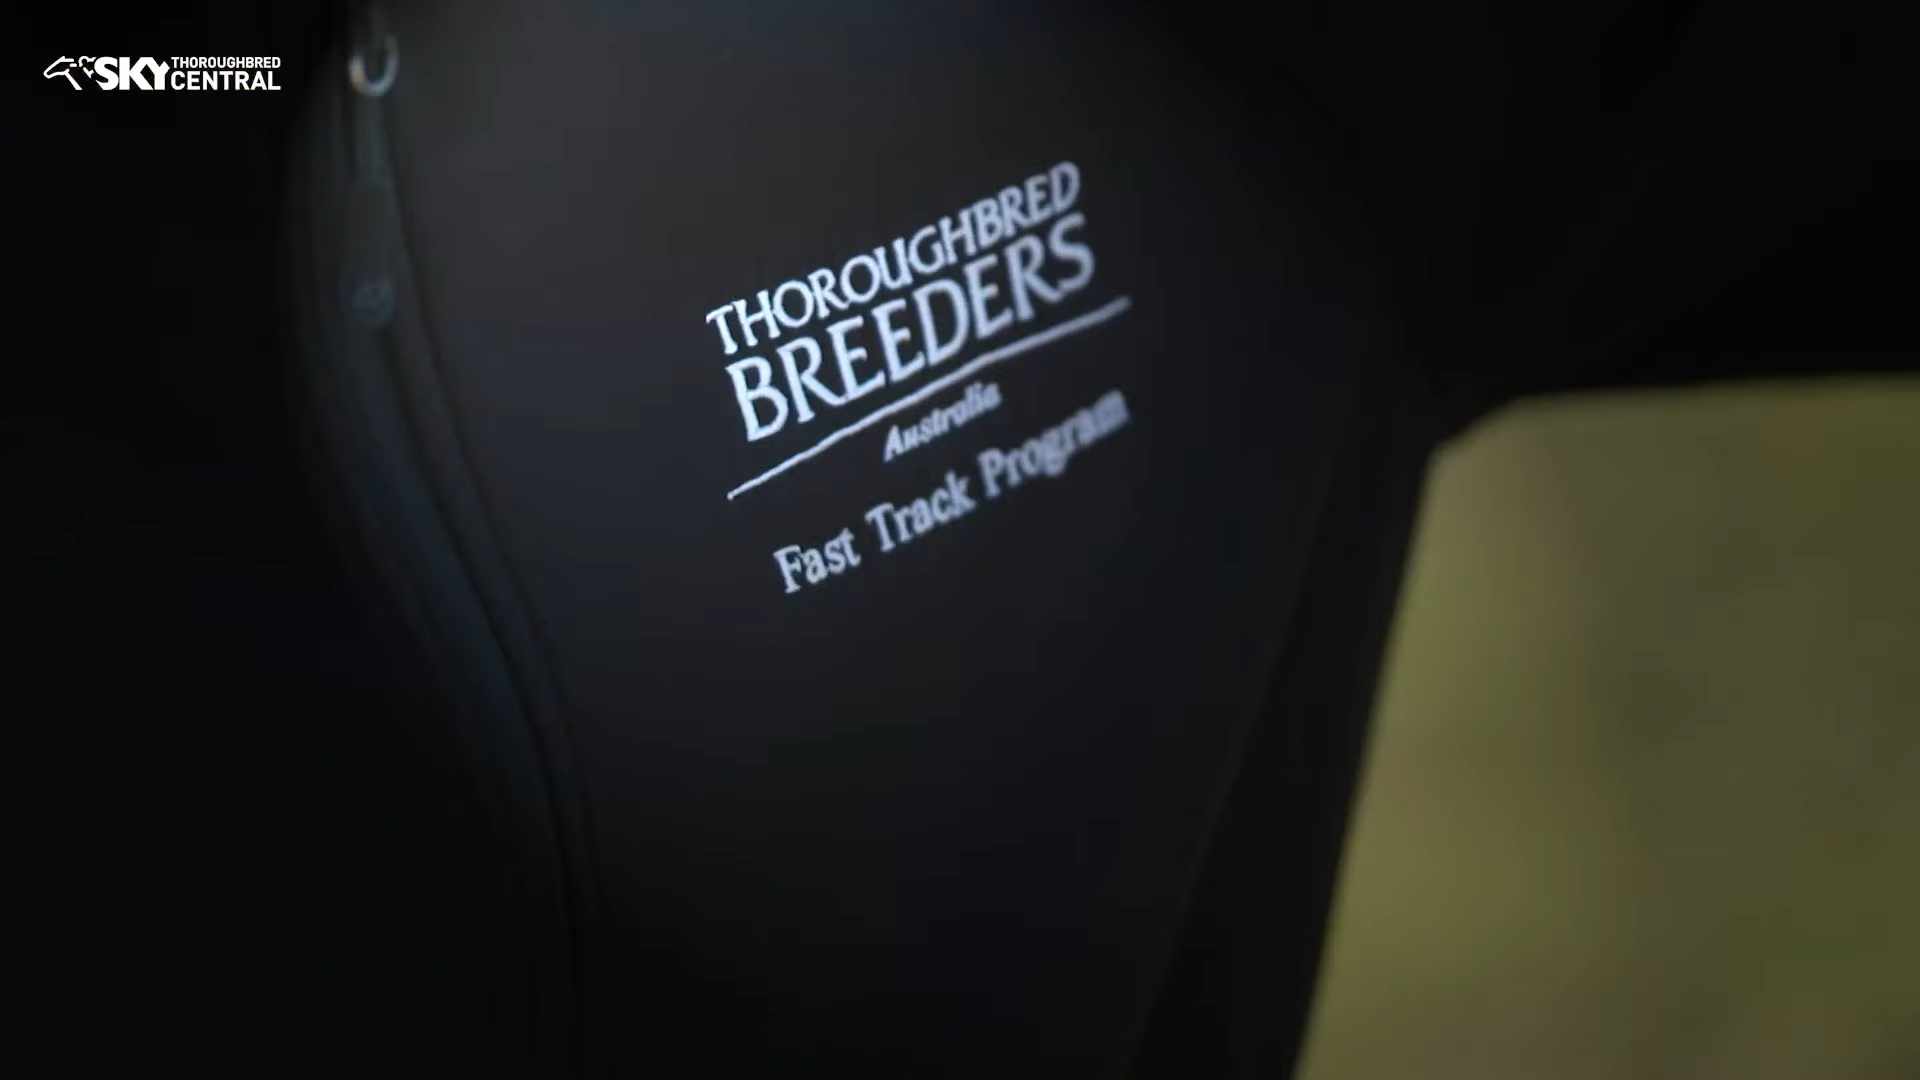 SKY THOROUGHBRED CENTRAL
THOROUGHBRED
BREEDERS
Australia
Fast Track Program